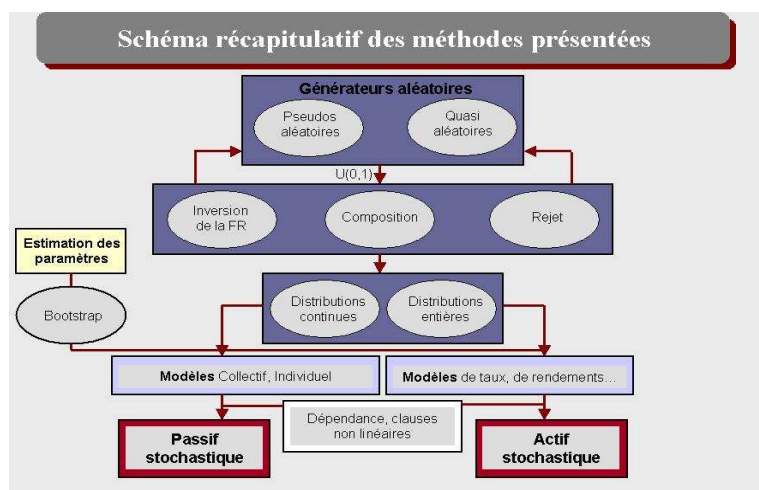 Schéma récapitulatif des méthodes présentées
Générateurs aléatoires
Pseudos
aléatoires
Quasi
aléatoires
U(0,1)
Inversion
de la FR
Composition
Rejet
Estimation des
paramètres
Bootstrap
Distributions
continues
Distributions
entières
Modèles Collectif, Individuel
Modèles de taux, de rendements...
Dépendance, clauses
non linéaires
Passif
stochastique
Actif
stochastique